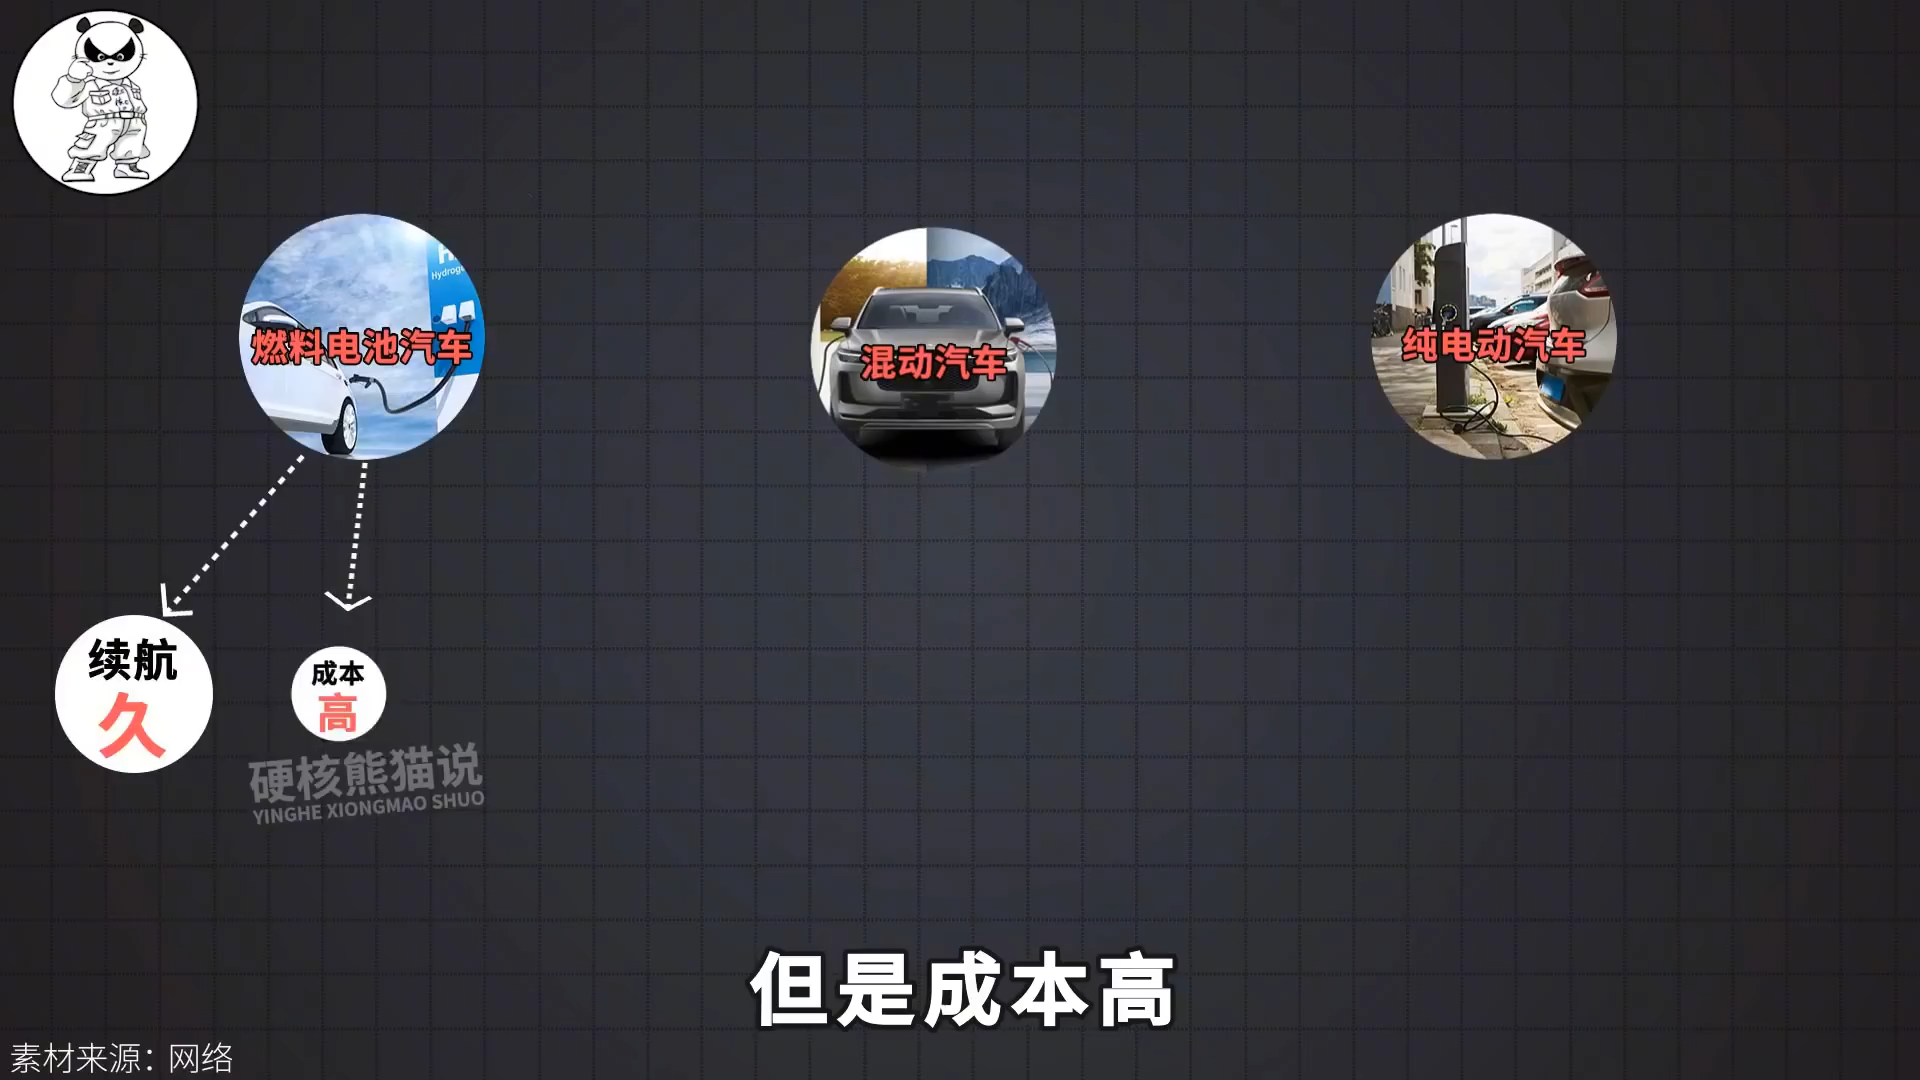 Hydrog
燃料电池汽车
混动汽车
纯电动汽车
续航
久
成本
高
硬核熊猫说
YINGHE XIONGMAO SHUO
但是成本高
素材来源：网络